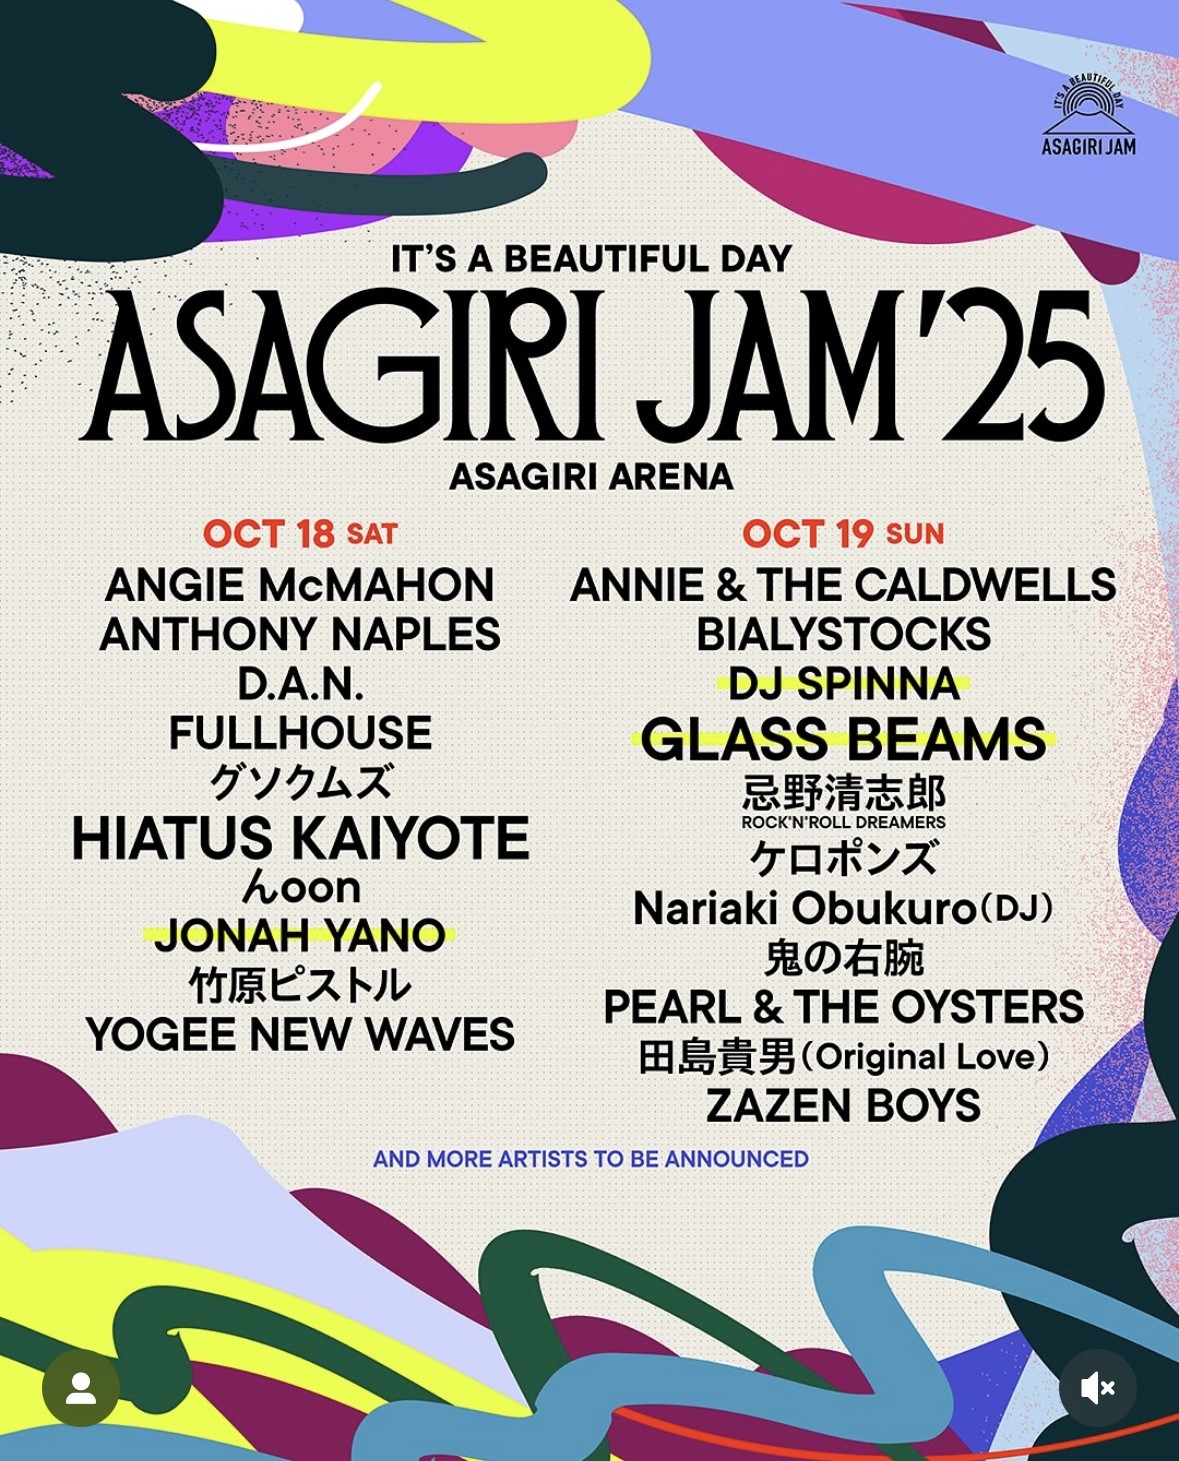 IT'S A BEAUTIFUL DAY
ASAGIRI JAM
IT'S A BEAUTIFUL DAY
ASAGIRI JAM'25
ASAGIRI ARENA
OCT 18 SAT
ANGIE McMAHON
ANTHONY NAPLES
D.A.N.
FULLHOUSE
グソクムズ
HIATUS KAIYOTE
んoon
JONAH YANO
竹原ピストル
YOGEE NEW WAVES
OCT 19 SUN
ANNIE & THE CALDWELLS
BIALYSTOCKS
DJ SPINNA
GLASS BEAMS
忌野清志郎
ROCK'N'ROLL DREAMERS
ケロポンズ
Nariaki Obukuro（DJ）
鬼の右腕
PEARL & THE OYSTERS
田島貴男（Original Love）
ZAZEN BOYS
AND MORE ARTISTS TO BE ANNOUNCED